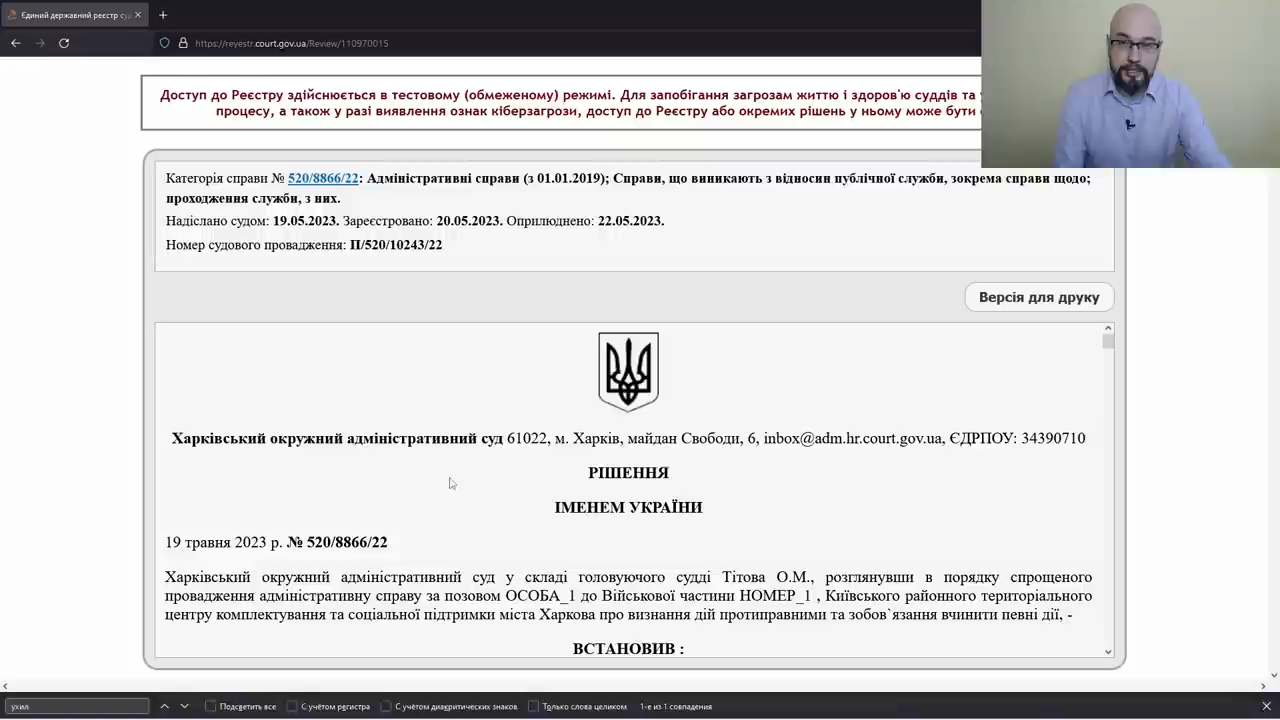 Єдиний державний реєстр су
https://reyestr.court.gov.ua/Review/110970015
Доступ до Реєстру здійснюється в тестовому (обмеженому) режимі. Для запобігання загрозам життю і здоров'ю суддів та
процесу, а також у разі виявлення ознак кіберзагрози, доступ до Реєстру або окремих рішень у ньому може бути
Категорія справи № 520/8866/22: Адміністративні справи (з 01.01.2019); Справи, що виникають з відносин публічної служби, зокрема справи щодо;
проходження служби, з них.
Надіслано судом: 19.05.2023. Зареєстровано: 20.05.2023. Оприлюднено: 22.05.2023.
Номер судового провадження: П/520/10243/22
Версія для друку
Харківський окружний адміністративний суд 61022, м. Харків, майдан Свободи, 6, inbox@adm.hr.court.gov.ua, ЄДРПОУ: 34390710
РІШЕННЯ
ІМЕНЕМ УКРАЇНИ
19 травня 2023 р. № 520/8866/22
Харківський окружний адміністративний суд у складі головуючого судді Тітова О.М., розглянувши в порядку спрощеного
провадження адміністративну справу за позовом ОСОБА_1 до Військової частини НОМЕР_1 , Київського районного територіального
центру комплектування та соціальної підтримки міста Харкова про визнання дій протиправними та зобов`язання вчинити певні дії, -
ВСТАНОВИВ :
ухил
Подсветить все
С учётом регистра
С учётом диакритических знаков
Только слова целиком
1-е из 1 совпадения